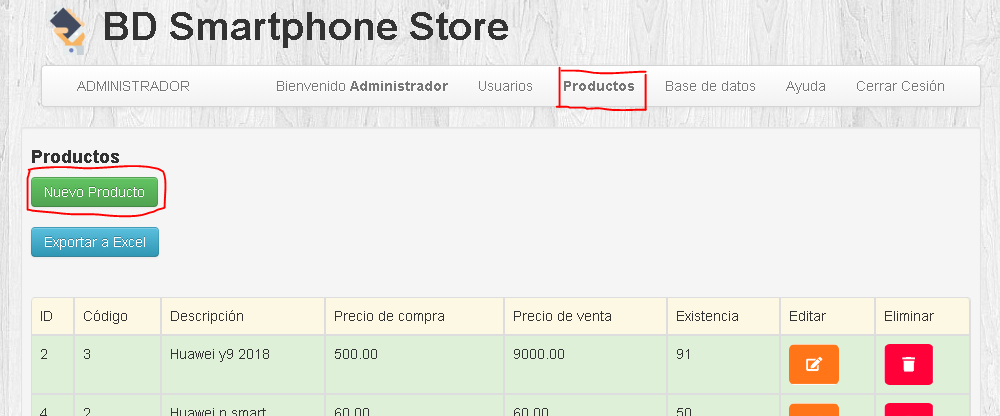 BD Smartphone Store
ADMINISTRADOR Bienvenido Administrador Usuarios Productos Base de datos Ayuda Cerrar Cesión
Productos
Nuevo Producto
Exportar a Excel
ID Código Descripción Precio de compra Precio de venta Existencia Editar Eliminar
2 3 Huawei y9 2018 500.00 9000.00 91
4 2 Huawei p smart 60.00 60.00 50